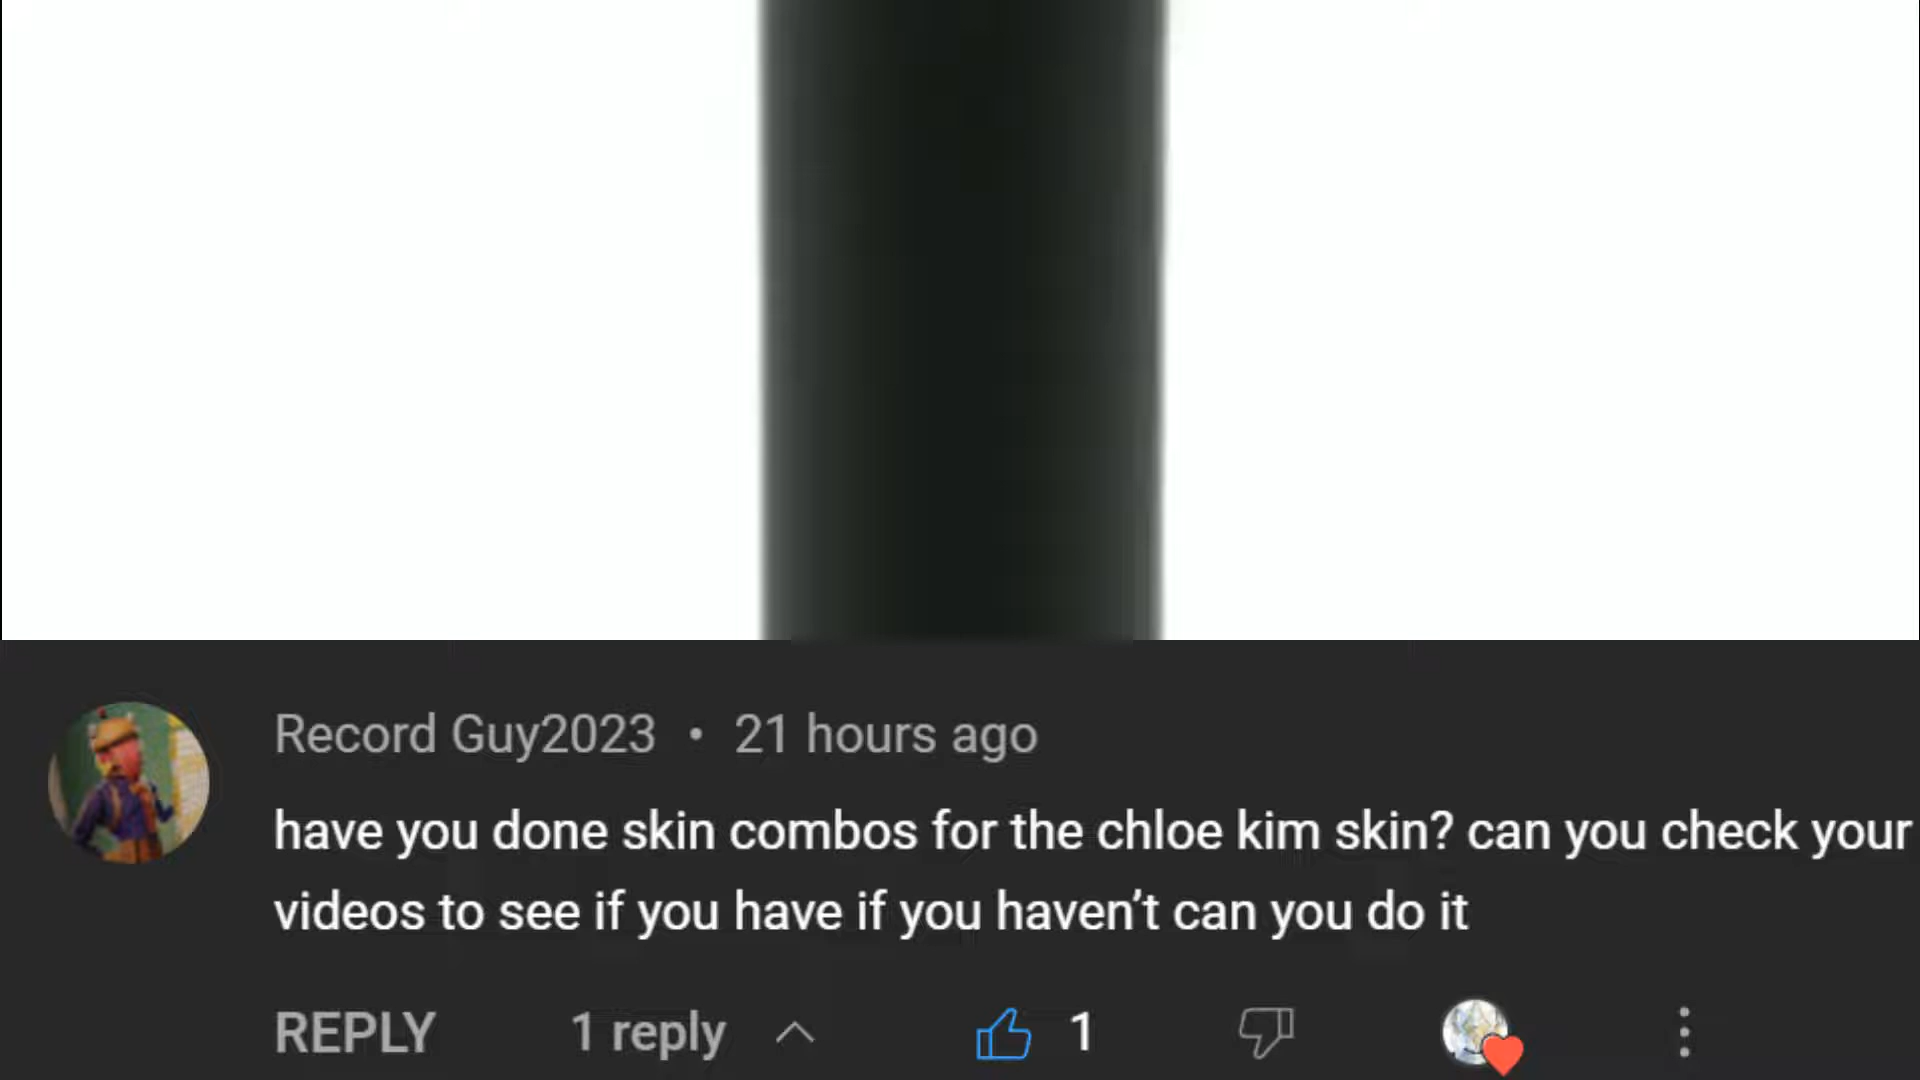 Record Guy2023 • 21 hours ago
have you done skin combos for the chloe kim skin? can you check your
videos to see if you have if you haven’t can you do it
REPLY 1 reply 1